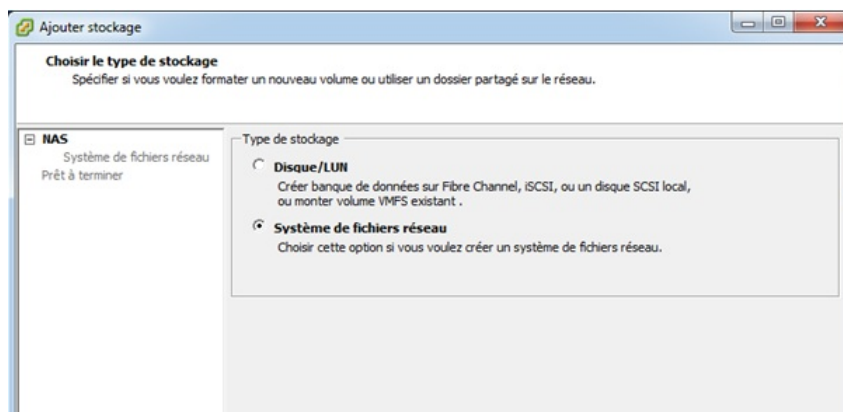 Ajouter stockage
Choisir le type de stockage
Spécifier si vous voulez formater un nouveau volume ou utiliser un dossier partagé sur le réseau.
NAS
Système de fichiers réseau
Prêt à terminer
Type de stockage
Disque/LUN
Créer banque de données sur Fibre Channel, iSCSI, ou un disque SCSI local,
ou monter volume VMFS existant .
Système de fichiers réseau
Choisir cette option si vous voulez créer un système de fichiers réseau.